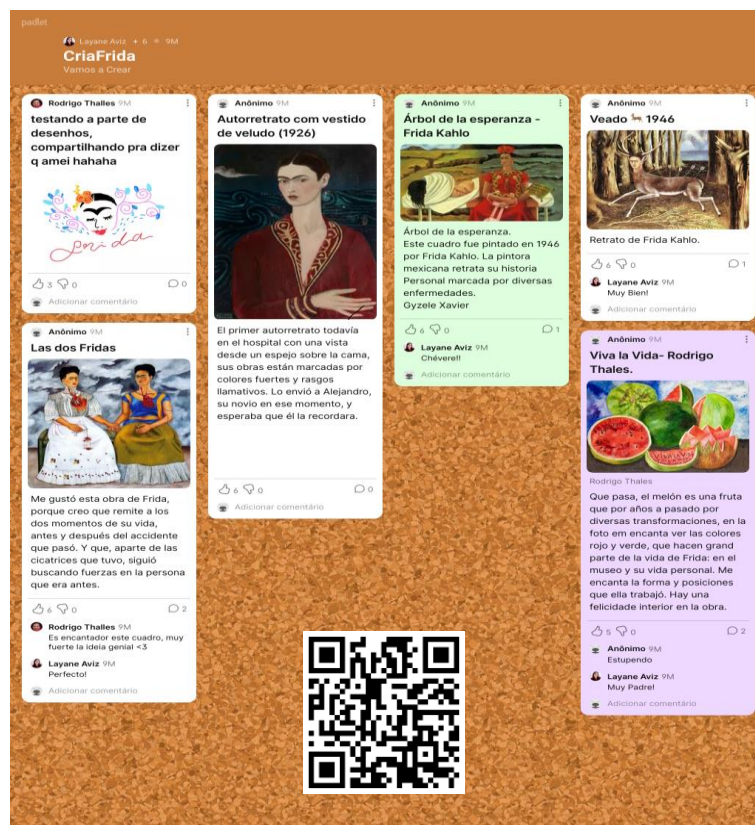 padlet
Layane Aviz + 6 9M
CriaFrida
Vamos a Crear
Rodrigo Thalles 9M
testando a parte de
desenhos,
compartilhando pra dizer
q amei hahaha
3 0 0
Adicionar comentário
Anônimo 9M
Las dos Fridas
Me gustó esta obra de Frida,
porque creo que remite a los
dos momentos de su vida,
antes y después del accidente
que pasó. Y que, aparte de las
cicatrices que tuvo, siguió
buscando fuerzas en la persona
que era antes.
6 0 2
Rodrigo Thalles 9M
Es encantador este cuadro, muy
fuerte la ideia genial <3
Layane Aviz 9M
Perfecto!
Adicionar comentário
Anônimo 9M
Autorretrato com vestido
de veludo (1926)
El primer autorretrato todavía
en el hospital con una vista
desde un espejo sobre la cama,
sus obras están marcadas por
colores fuertes y rasgos
llamativos. Lo envió a Alejandro,
su novio en ese momento, y
esperaba que él la recordara.
6 0 0
Adicionar comentário
Anônimo 9M
Árbol de la esperanza -
Frida Kahlo
Árbol de la esperanza.
Este cuadro fue pintado en 1946
por Frida Kahlo. La pintora
mexicana retrata su historia
Personal marcada por diversas
enfermedades.
Gyzele Xavier
6 0 1
Layane Aviz 9M
Chévere!!
Adicionar comentário
Anônimo 9M
Veado 🦌 1946
Retrato de Frida Kahlo.
6 0 1
Layane Aviz 9M
Muy Bien!
Adicionar comentário
Anônimo 9M
Viva la Vida- Rodrigo
Thales.
Rodrigo Thales
Que pasa, el melón es una fruta
que por años a pasado por
diversas transformaciones, en la
foto em encanta ver las colores
rojo y verde, que hacen grand
parte de la vida de Frida: en el
museo y su vida personal. Me
encanta la forma y posiciones
que ella trabajó. Hay una
felicidade interior en la obra.
5 0 2
Anônimo 9M
Estupendo
Layane Aviz 9M
Muy Padre!
Adicionar comentário